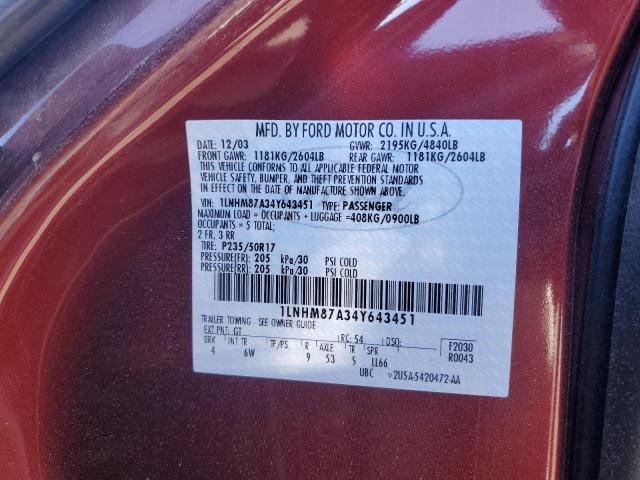 MFD. BY FORD MOTOR CO. IN U.S.A.
DATE: 12/03 GVWR: 2195KG/4840LB
FRONT GAWR: 1181KG/2604LB REAR GAWR: 1181KG/2604LB
THIS VEHICLE CONFORMS TO ALL APPLICABLE FEDERAL MOTOR
VEHICLE SAFETY, BUMPER, AND THEFT PREVENTION STANDARDS
IN EFFECT ON THE DATE OF MANUFACTURE SHOWN ABOVE.
VIN: 1LNHM87A34Y643451 TYPE: PASSENGER
MAXIMUM LOAD = OCCUPANTS + LUGGAGE =408KG/0900LB
OCCUPANTS = 5 TOTAL;
2 FR, 3 RR
TIRE: P235/50R17
PRESSURE(FR): 205 kPa/30 PSI COLD
PRESSURE(RR): 205 kPa/30 PSI COLD
1LNHM87A34Y643451
TRAILER TOWING - SEE OWNER GUIDE
EXT PNT: GT RC: 54 DSO: F2030
BRK INT TR TP/PS R AXLE TR SPR R0043
4 6W 9 53 S LL66
UBC 2U5A-5420472-AA